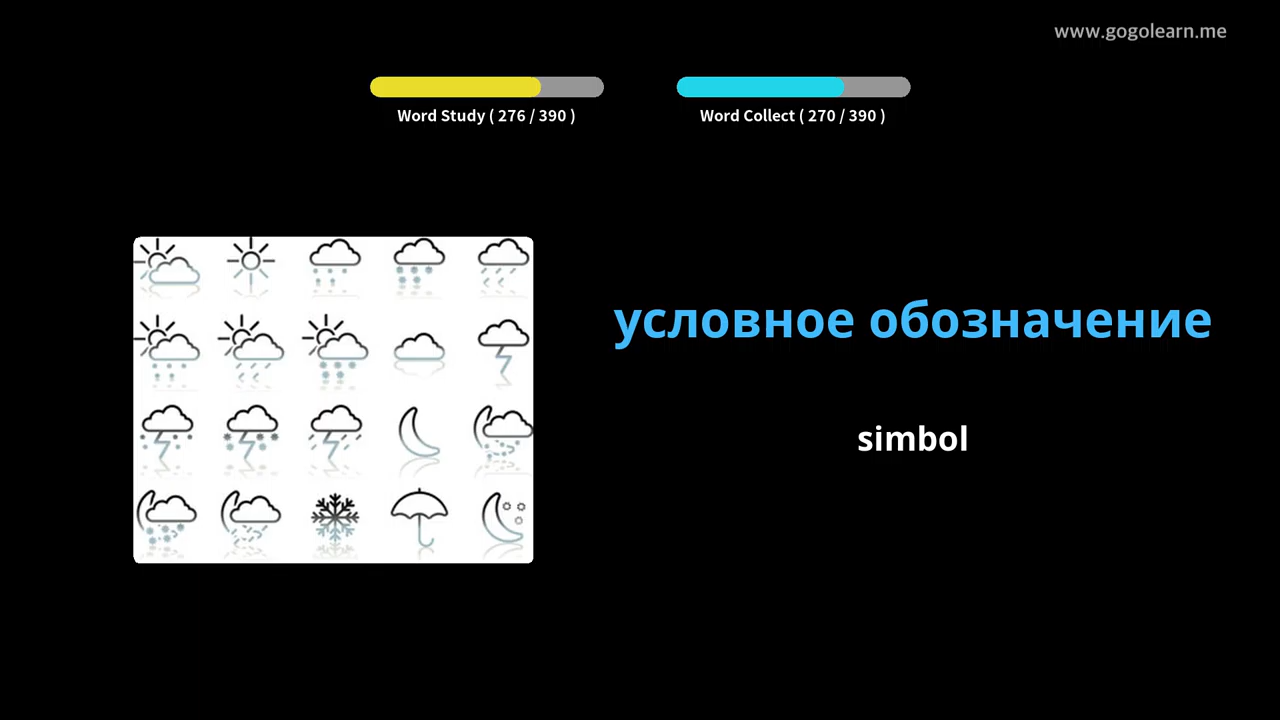 www.gogolearn.me
Word Study ( 276 / 390 )
Word Collect ( 270 / 390 )
условное обозначение
simbol